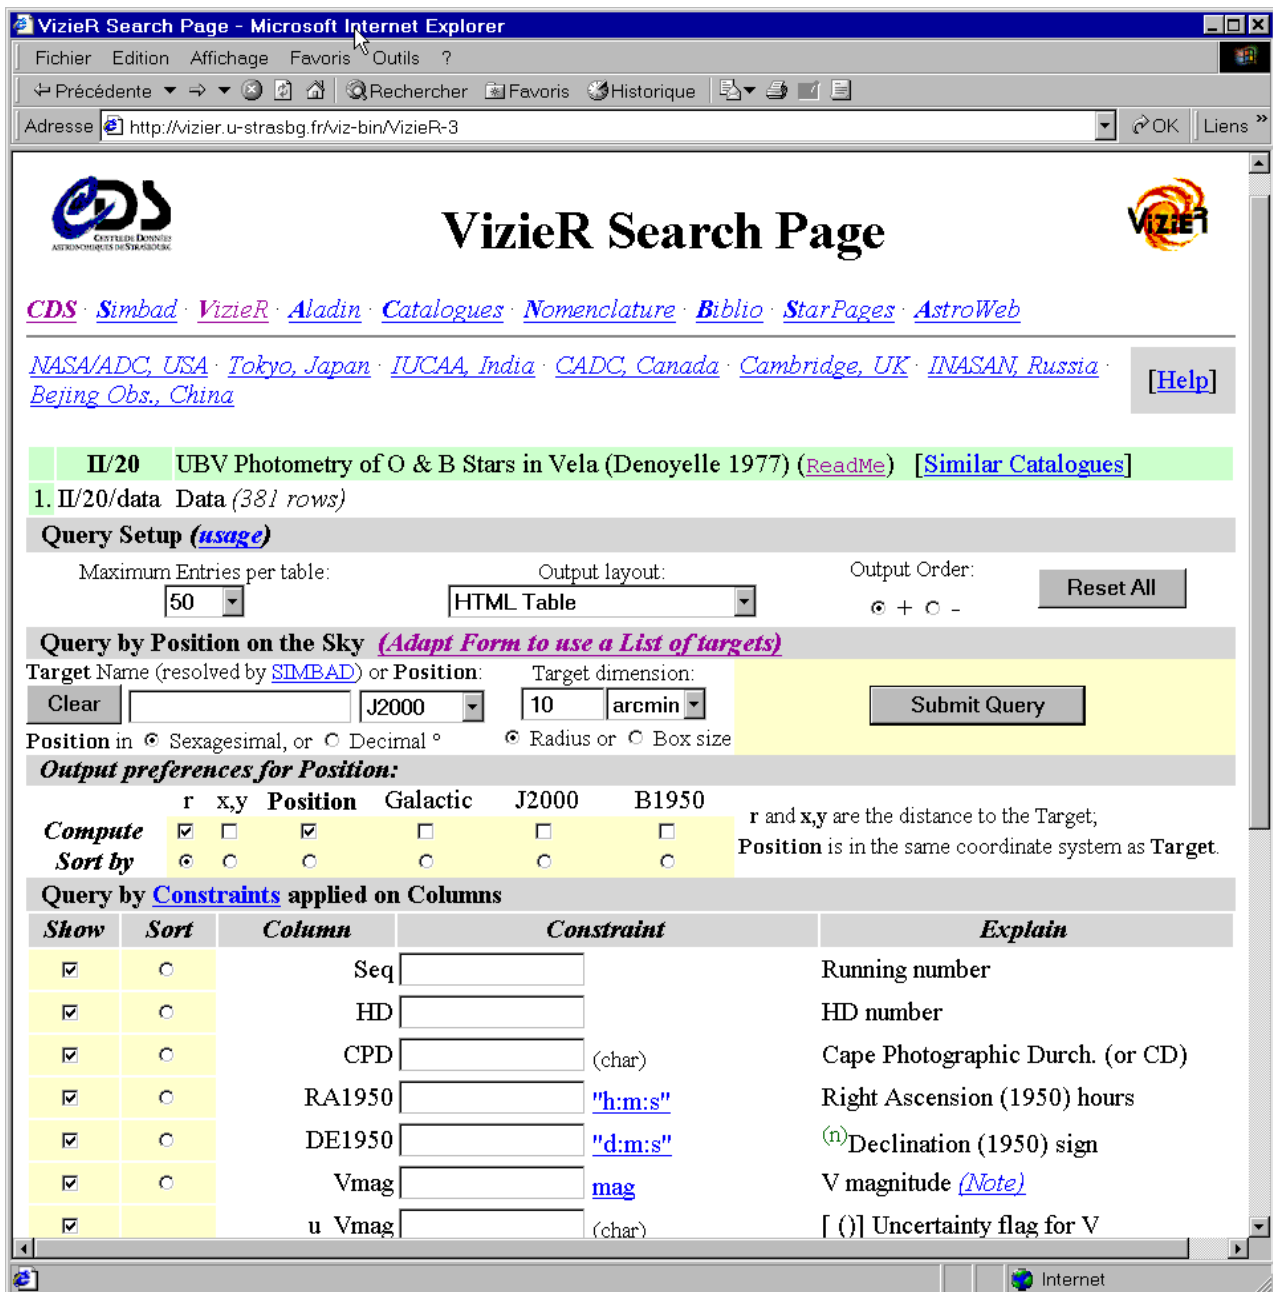 VizieR Search Page - Microsoft Internet Explorer
Fichier Edition Affichage Favoris Outils ?
Précédente Rechercher Favoris Historique
Adresse http://vizier.u-strasbg.fr/viz-bin/VizieR-3 OK Liens »
CDS
CENTRE DE DONNÉES
ASTRONOMIQUES DE STRASBOURG
VizieR Search Page
VizieR
CDS · Simbad · VizieR · Aladin · Catalogues · Nomenclature · Biblio · StarPages · AstroWeb
NASA/ADC, USA · Tokyo, Japan · IUCAA, India · CADC, Canada · Cambridge, UK · INASAN, Russia ·
Bejing Obs., China
[Help]
II/20 UBV Photometry of O & B Stars in Vela (Denoyelle 1977) (ReadMe) [Similar Catalogues]
1. II/20/data Data (381 rows)
Query Setup (usage)
Maximum Entries per table: Output layout: Output Order:
50 HTML Table + - Reset All
Query by Position on the Sky (Adapt Form to use a List of targets)
Target Name (resolved by SIMBAD) or Position: Target dimension:
Clear J2000 10 arcmin Submit Query
Position in Sexagesimal, or Decimal ° Radius or Box size
Output preferences for Position:
r x,y Position Galactic J2000 B1950
Compute
Sort by
r and x,y are the distance to the Target;
Position is in the same coordinate system as Target.
Query by Constraints applied on Columns
Show Sort Column Constraint Explain
Seq Running number
HD HD number
CPD (char) Cape Photographic Durch. (or CD)
RA1950 "h:m:s" Right Ascension (1950) hours
DE1950 "d:m:s" (n)Declination (1950) sign
Vmag mag V magnitude (Note)
u_Vmag (char) [ ()] Uncertainty flag for V
Internet